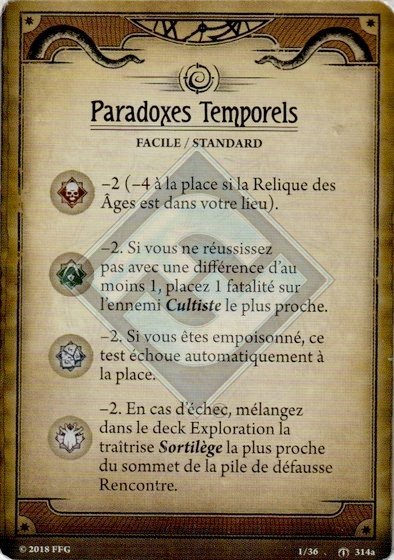 Paradoxes Temporels
FACILE / STANDARD
–2 (–4 à la place si la Relique des
Âges est dans votre lieu).
–2. Si vous ne réussissez
pas avec une différence d'au
moins 1, placez 1 fatalité sur
l'ennemi Cultiste le plus proche.
–2. Si vous êtes empoisonné, ce
test échoue automatiquement à
la place.
–2. En cas d'échec, mélangez
dans le deck Exploration la
traîtrise Sortilège la plus proche
du sommet de la pile de défausse
Rencontre.
© 2018 FFG 1/36 314a